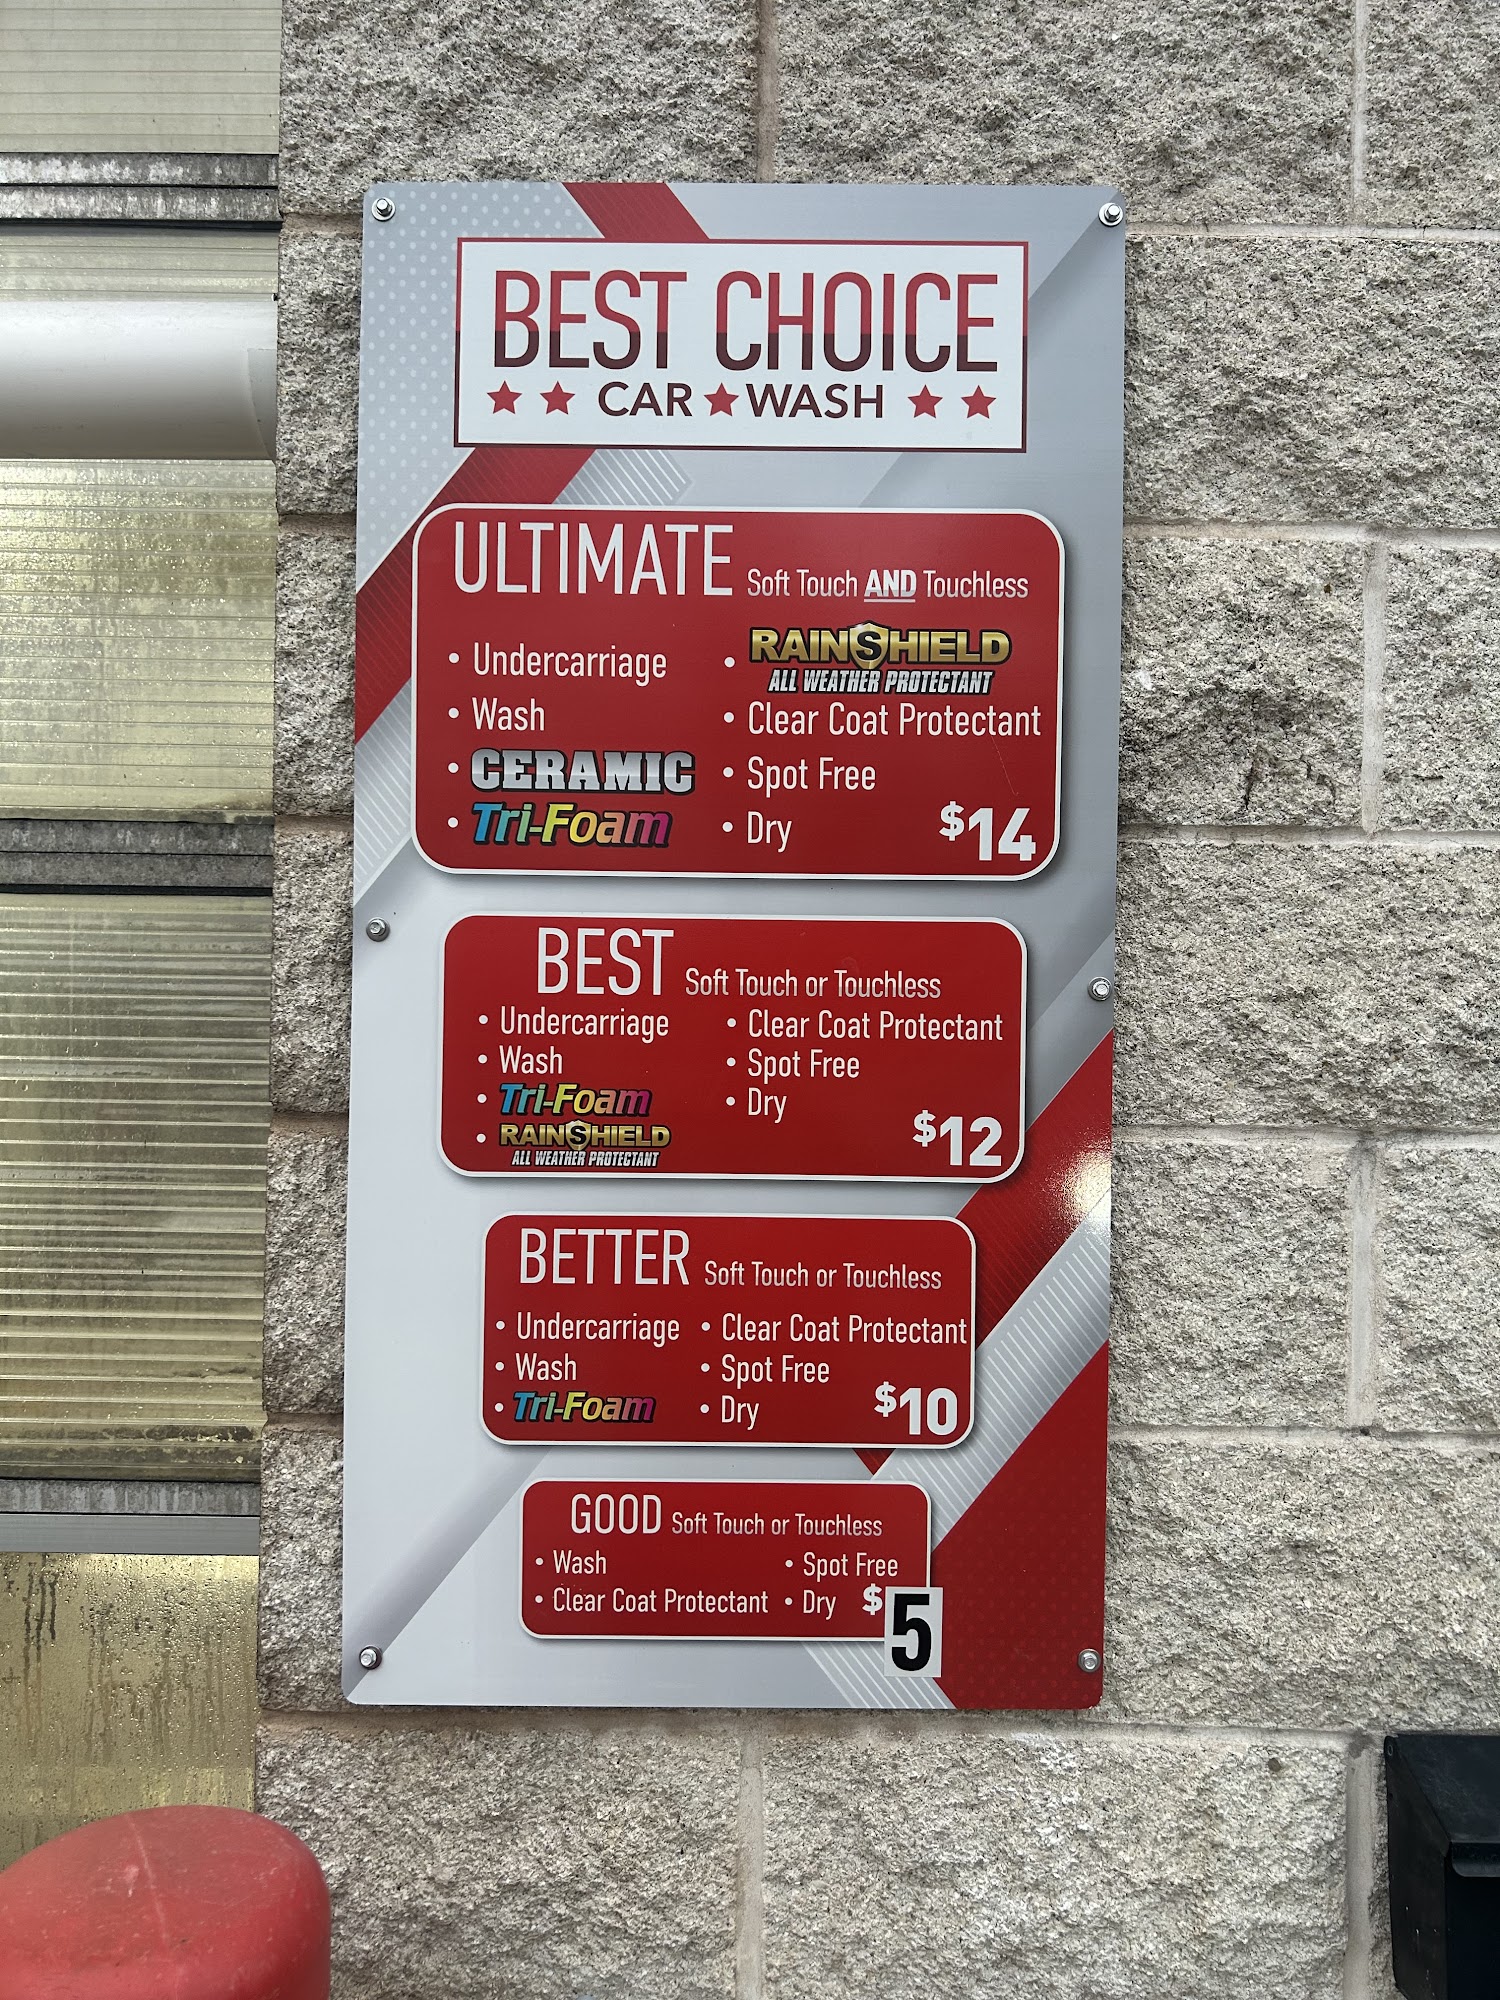 BEST CHOICE
CAR WASH
ULTIMATE Soft Touch AND Touchless
• Undercarriage
• Wash
• CERAMIC
• Tri-Foam
• RAINSHIELD
ALL WEATHER PROTECTANT
• Clear Coat Protectant
• Spot Free
• Dry
$14
BEST Soft Touch or Touchless
• Undercarriage
• Wash
• Tri-Foam
• RAINSHIELD
ALL WEATHER PROTECTANT
• Clear Coat Protectant
• Spot Free
• Dry
$12
BETTER Soft Touch or Touchless
• Undercarriage
• Wash
• Tri-Foam
• Clear Coat Protectant
• Spot Free
• Dry
$10
GOOD Soft Touch or Touchless
• Wash
• Clear Coat Protectant
• Spot Free
• Dry
$5